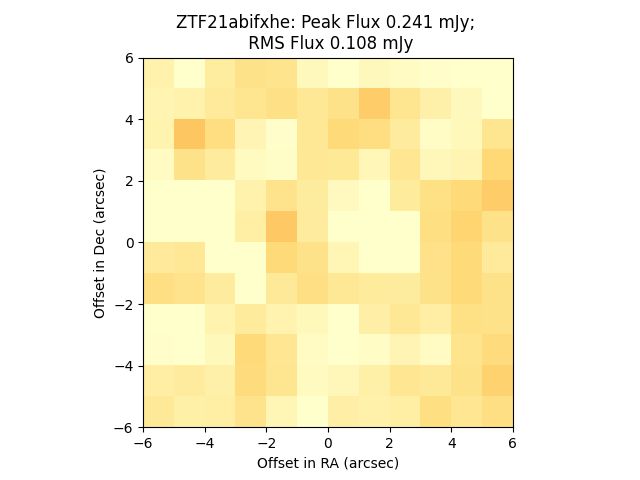 ZTF21abifxhe: Peak Flux 0.241 mJy;
RMS Flux 0.108 mJy
6
4
2
0
−2
−4
−6
Offset in Dec (arcsec)
−6 −4 −2 0 2 4 6
Offset in RA (arcsec)